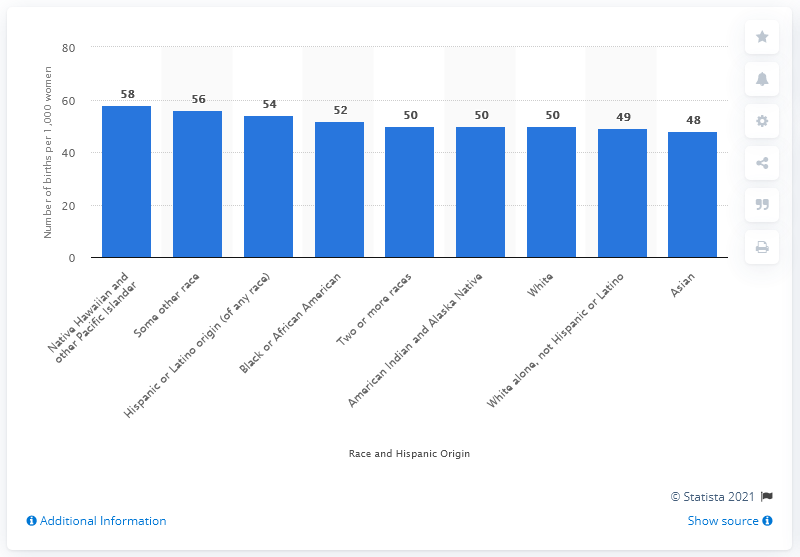 Number of births per 1,000 women
80
60
40
20
0
58
56
54
52
50
50
50
49
48
Native Hawaiian and
other Pacific Islander
Some other race
Hispanic or Latino origin (of any race)
Black or African American
Two or more races
American Indian and Alaska Native
White
White alone, not Hispanic or Latino
Asian
Race and Hispanic Origin
© Statista 2021
Additional Information
Show source